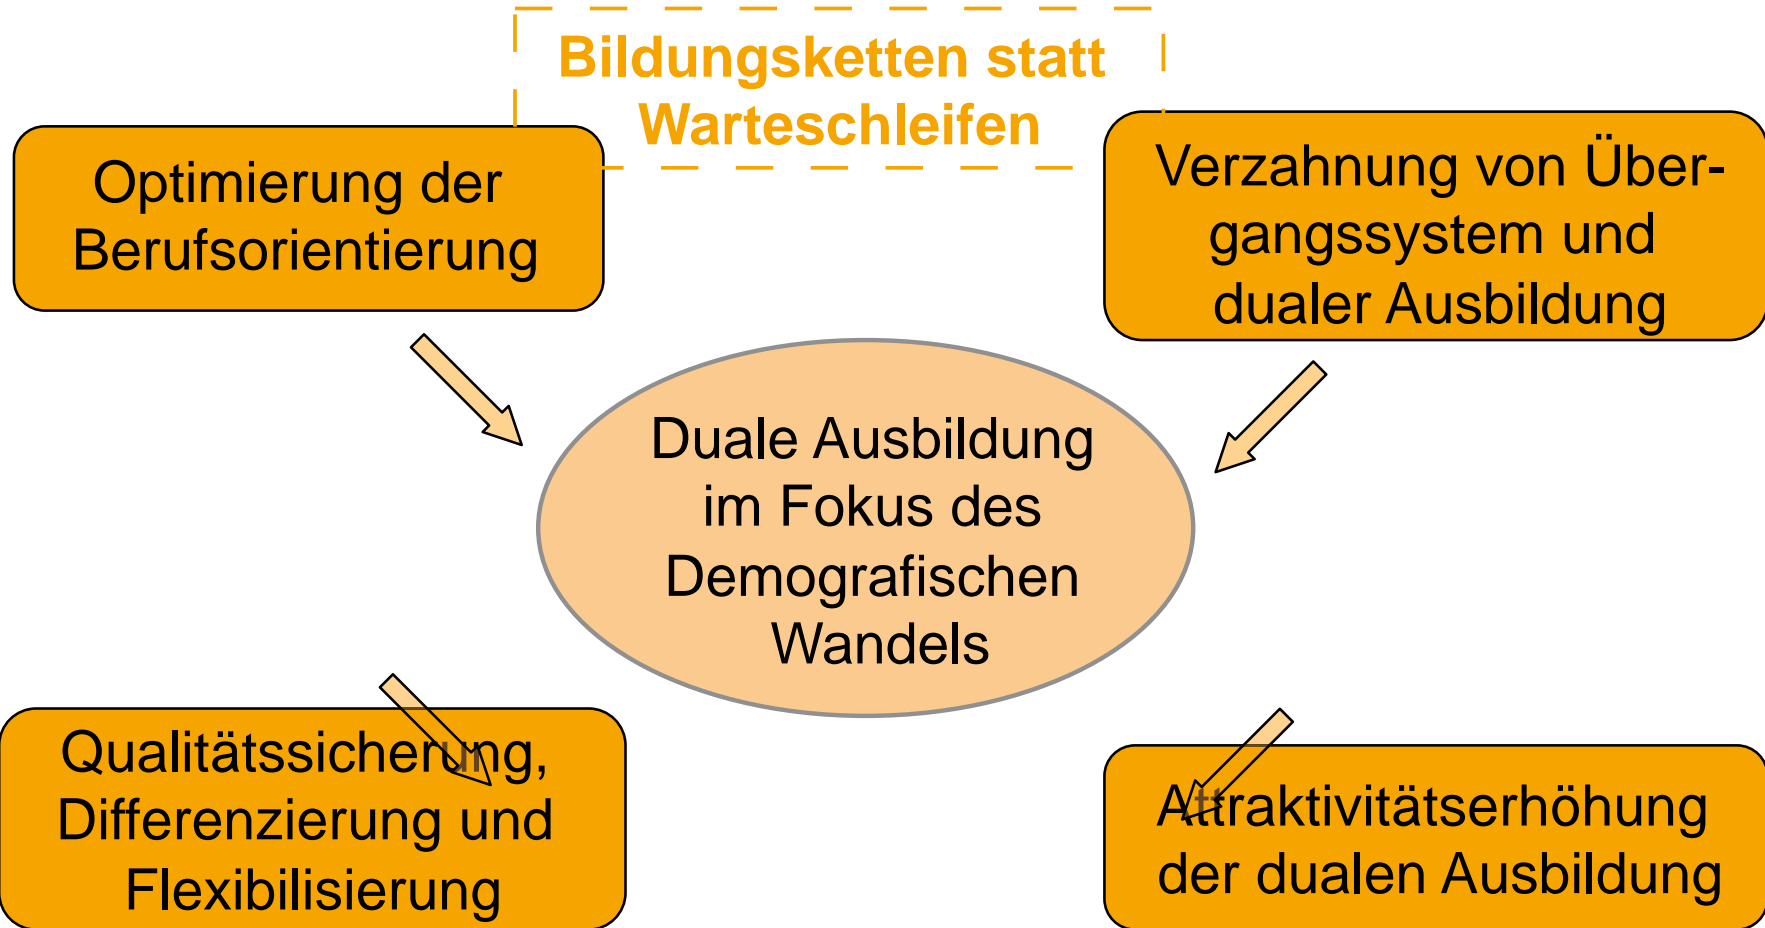 Bildungsketten statt
Warteschleifen
Optimierung der
Berufsorientierung
Verzahnung von Über-
gangssystem und
dualer Ausbildung
Duale Ausbildung
im Fokus des
Demografischen
Wandels
Qualitätssicherung,
Differenzierung und
Flexibilisierung
Attraktivitätserhöhung
der dualen Ausbildung